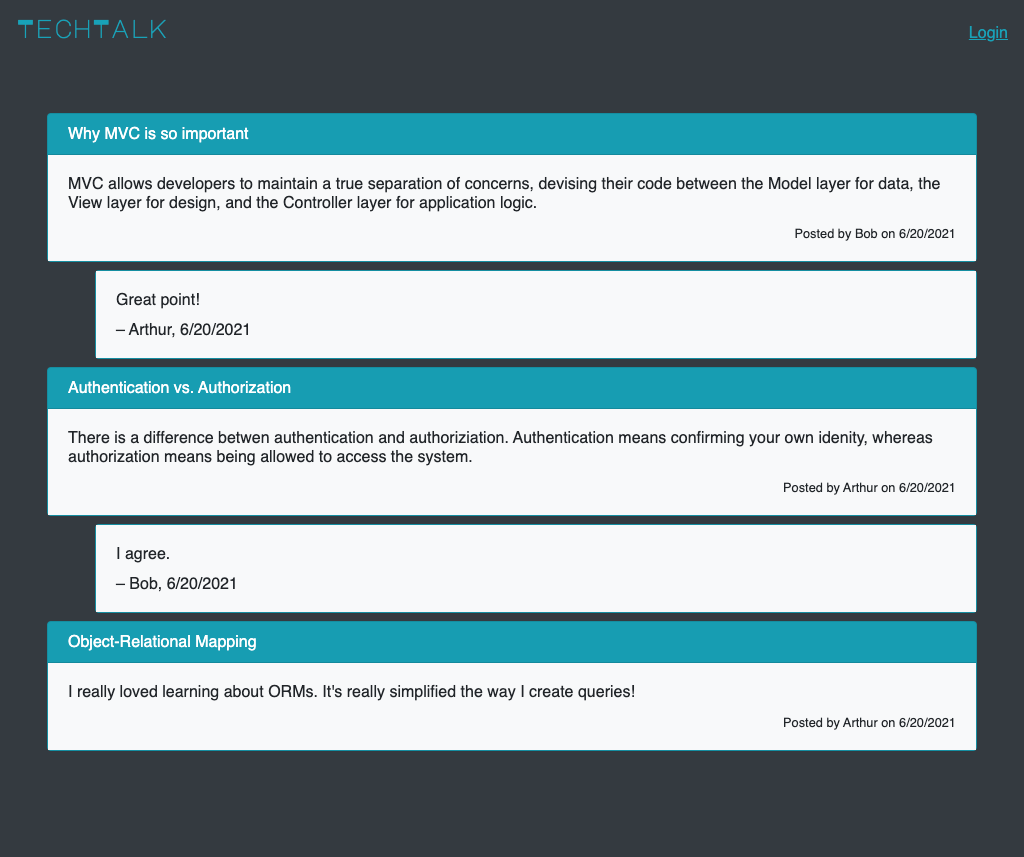 TECHTALK
Login
Why MVC is so important
MVC allows developers to maintain a true separation of concerns, devising their code between the Model layer for data, the
View layer for design, and the Controller layer for application logic.
Posted by Bob on 6/20/2021
Great point!
– Arthur, 6/20/2021
Authentication vs. Authorization
There is a difference betwen authentication and authoriziation. Authentication means confirming your own idenity, whereas
authorization means being allowed to access the system.
Posted by Arthur on 6/20/2021
I agree.
– Bob, 6/20/2021
Object-Relational Mapping
I really loved learning about ORMs. It's really simplified the way I create queries!
Posted by Arthur on 6/20/2021